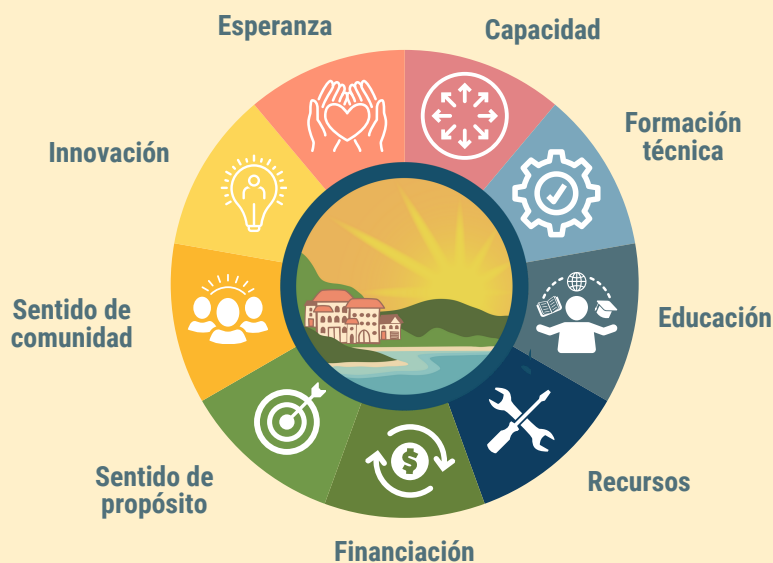 Esperanza
Capacidad
Formación
técnica
Educación
Recursos
Financiación
Sentido de
propósito
Sentido de
comunidad
Innovación
$